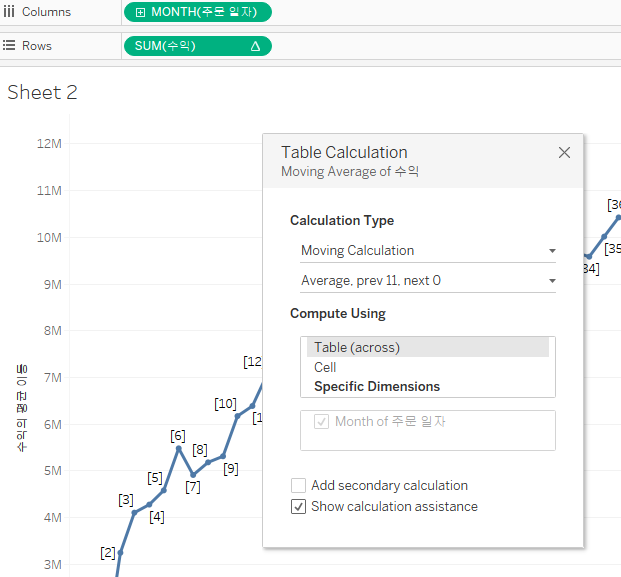 Columns
MONTH(주문 일자)
Rows
SUM(수익) Δ
Sheet 2
Table Calculation
Moving Average of 수익
Calculation Type
Moving Calculation
Average, prev 11, next 0
Compute Using
Table (across)
Cell
Specific Dimensions
Month of 주문 일자
Add secondary calculation
Show calculation assistance
수익의 평균 이동
12M
11M
10M
9M
8M
7M
6M
5M
4M
3M
[2]
[3]
[4]
[5]
[6]
[7]
[8]
[9]
[10]
[12
34]
[35
[36